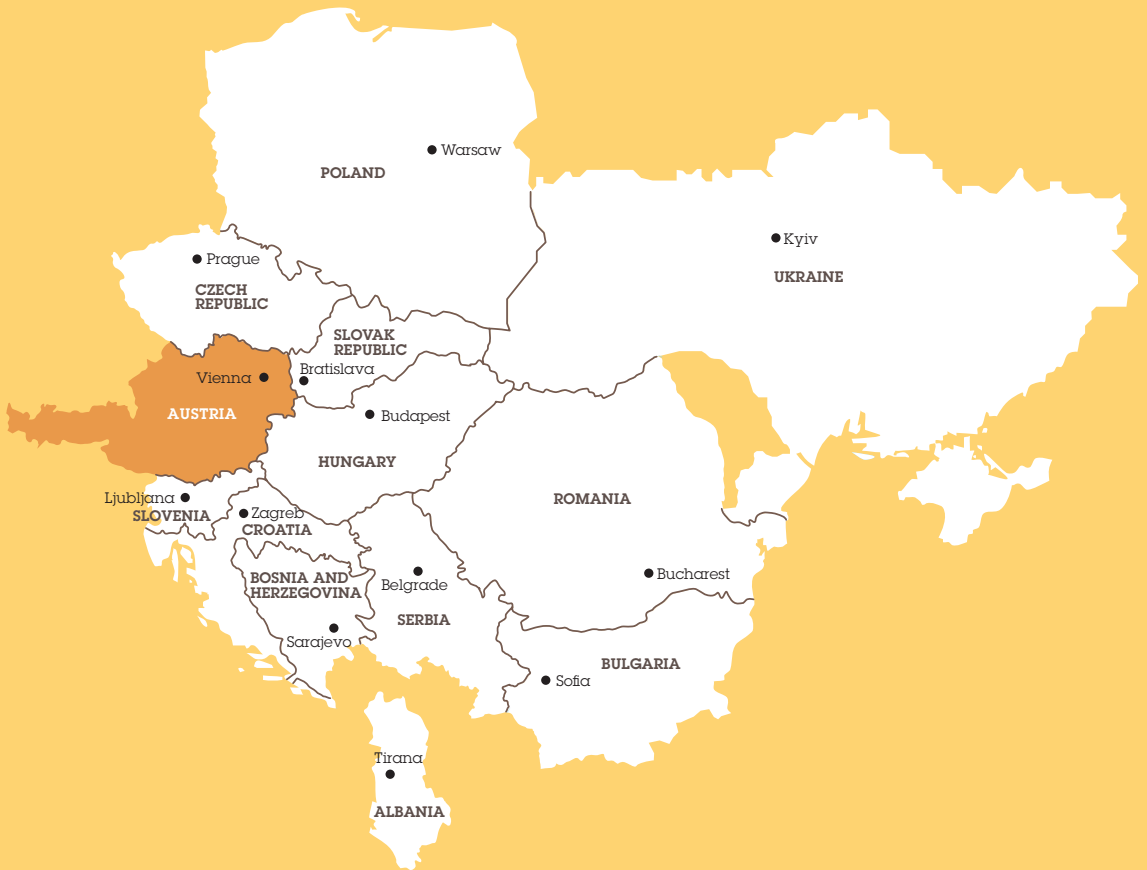 Warsaw
POLAND
Kyiv
UKRAINE
Prague
CZECH
REPUBLIC
SLOVAK
REPUBLIC
Bratislava
Vienna
AUSTRIA
Budapest
HUNGARY
Ljubljana
SLOVENIA
Zagreb
CROATIA
ROMANIA
Bucharest
BOSNIA AND
HERZEGOVINA
Sarajevo
Belgrade
SERBIA
BULGARIA
Sofia
Tirana
ALBANIA